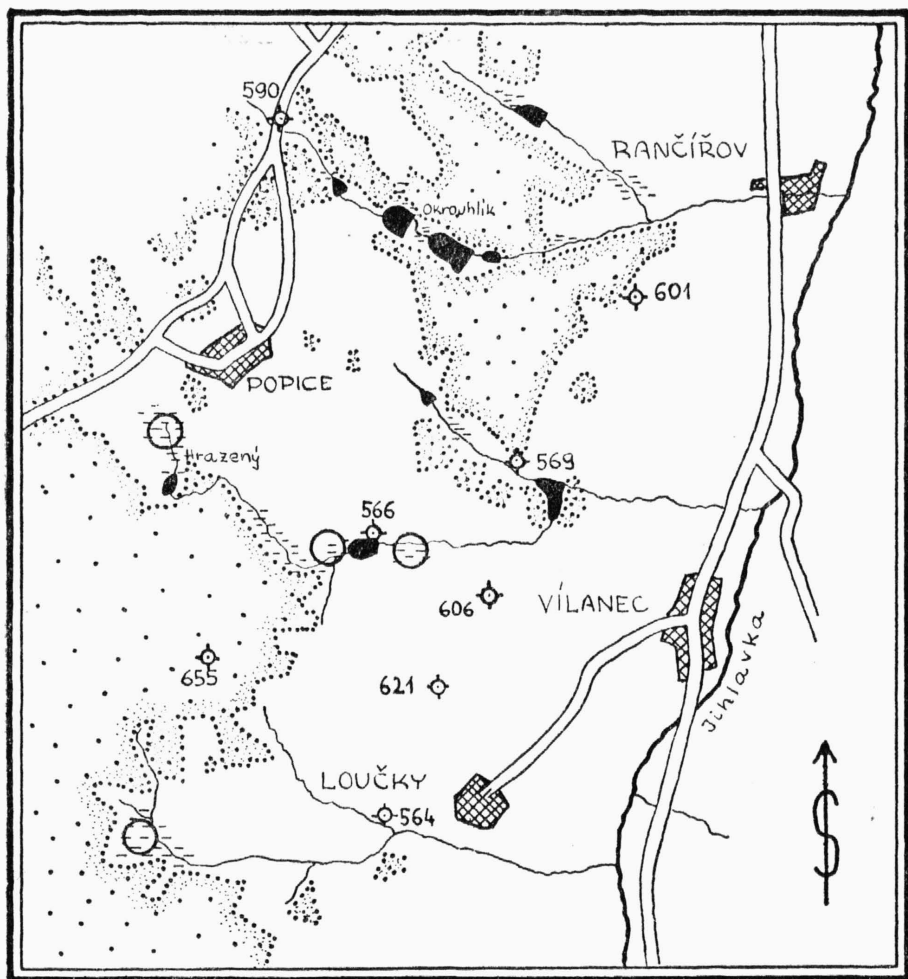 590
RANČÍŘOV
Okrouhlík
601
POPICE
Hrazený
569
566
606
VÍLANEC
655
621
Jihlavka
LOUČKY
564
S